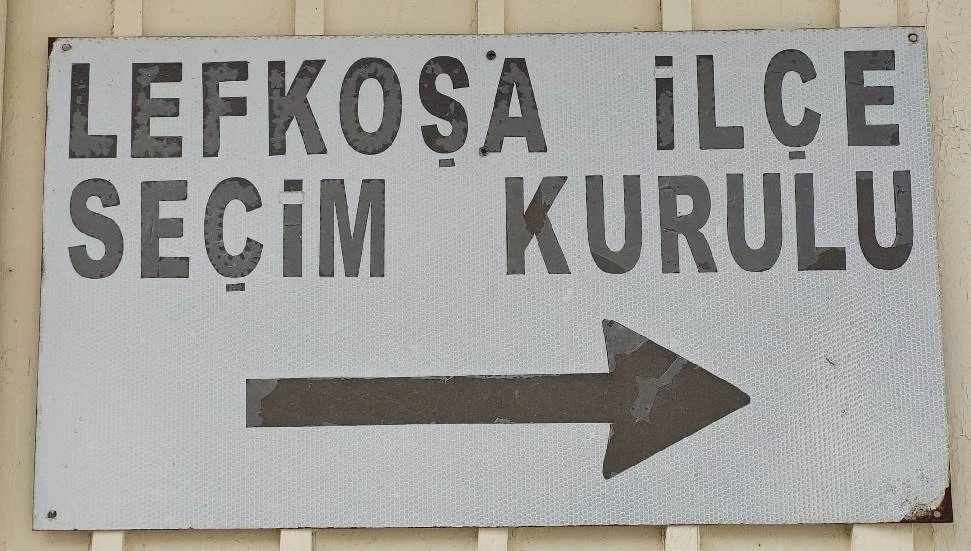 LEFKOŞA İLÇE
SEÇİM KURULU